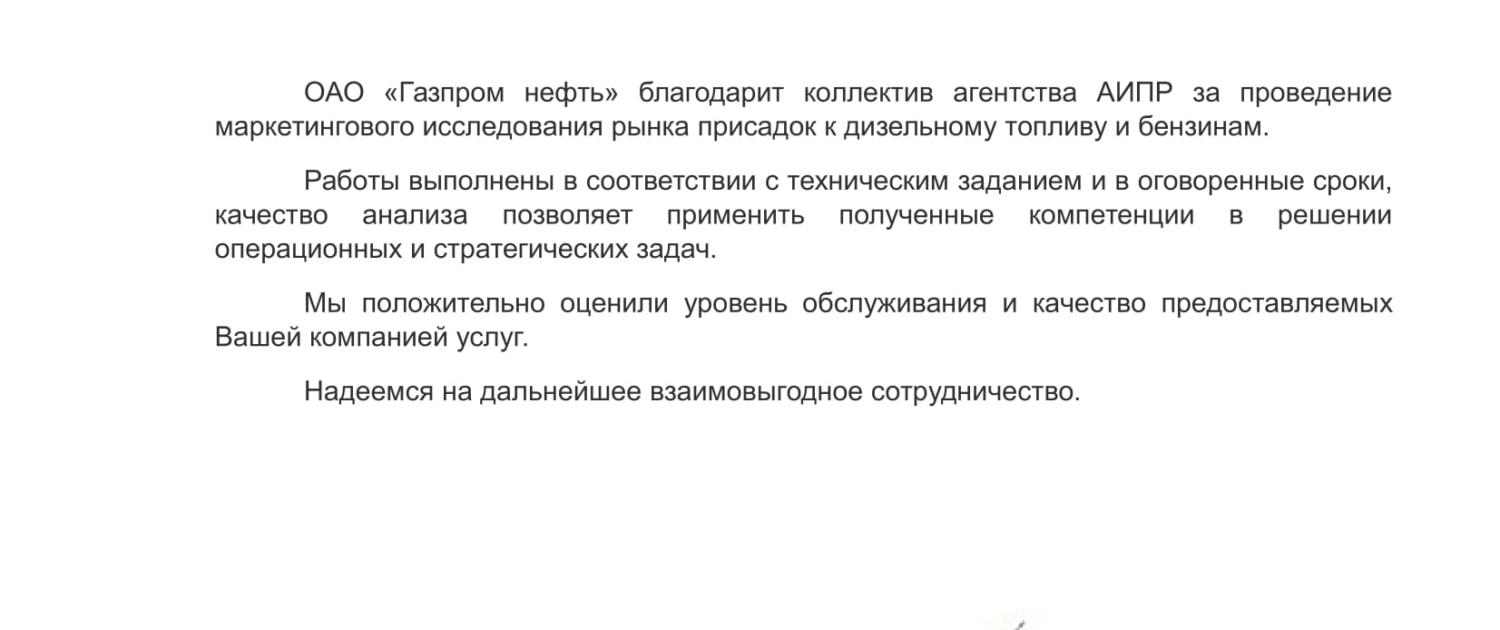 ОАО «Газпром нефть» благодарит коллектив агентства АИПР за проведение
маркетингового исследования рынка присадок к дизельному топливу и бензинам.
Работы выполнены в соответствии с техническим заданием и в оговоренные сроки,
качество анализа позволяет применить полученные компетенции в решении
операционных и стратегических задач.
Мы положительно оценили уровень обслуживания и качество предоставляемых
Вашей компанией услуг.
Надеемся на дальнейшее взаимовыгодное сотрудничество.